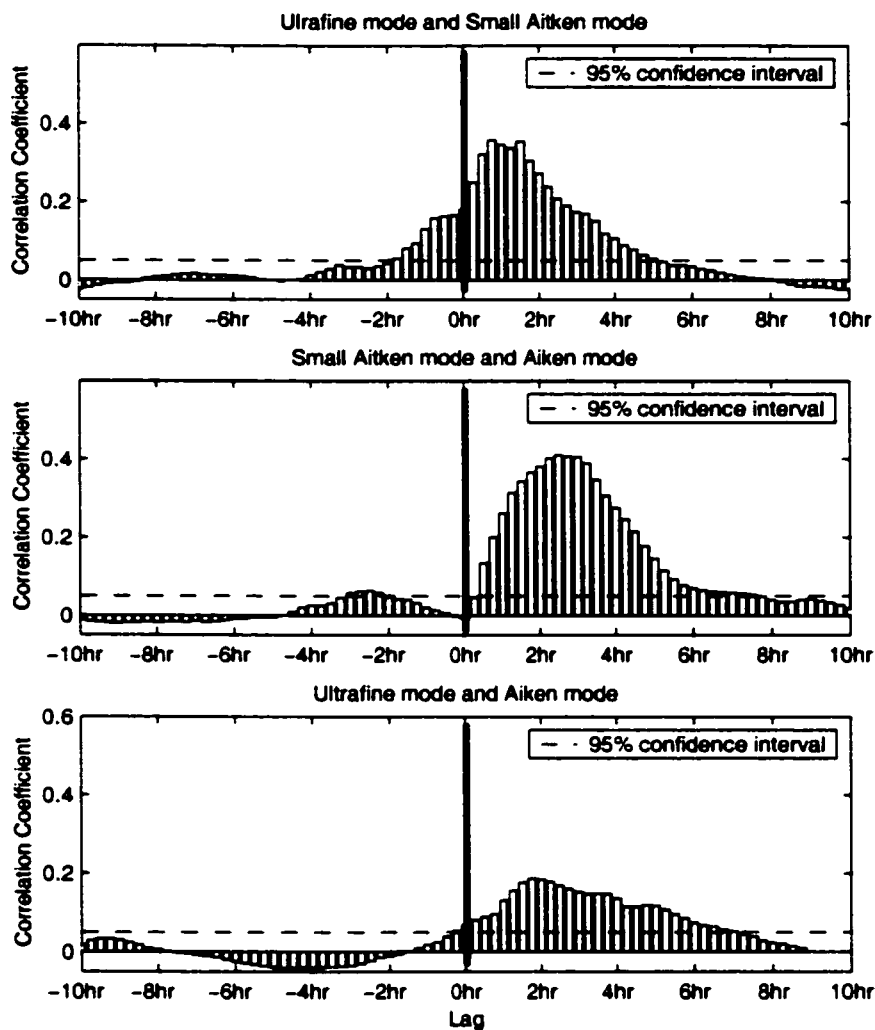 Ulrafine mode and Small Aitken mode
Correlation Coefficient
0.4
0.2
0
– · 95% confidence interval
−10hr −8hr −6hr −4hr −2hr 0hr 2hr 4hr 6hr 8hr 10hr
Small Aitken mode and Aiken mode
Correlation Coefficient
0.4
0.2
0
– · 95% confidence interval
−10hr −8hr −6hr −4hr −2hr 0hr 2hr 4hr 6hr 8hr 10hr
Ultrafine mode and Aiken mode
Correlation Coefficient
0.6
0.4
0.2
0
– · 95% confidence interval
−10hr −8hr −6hr −4hr −2hr 0hr 2hr 4hr 6hr 8hr 10hr
Lag